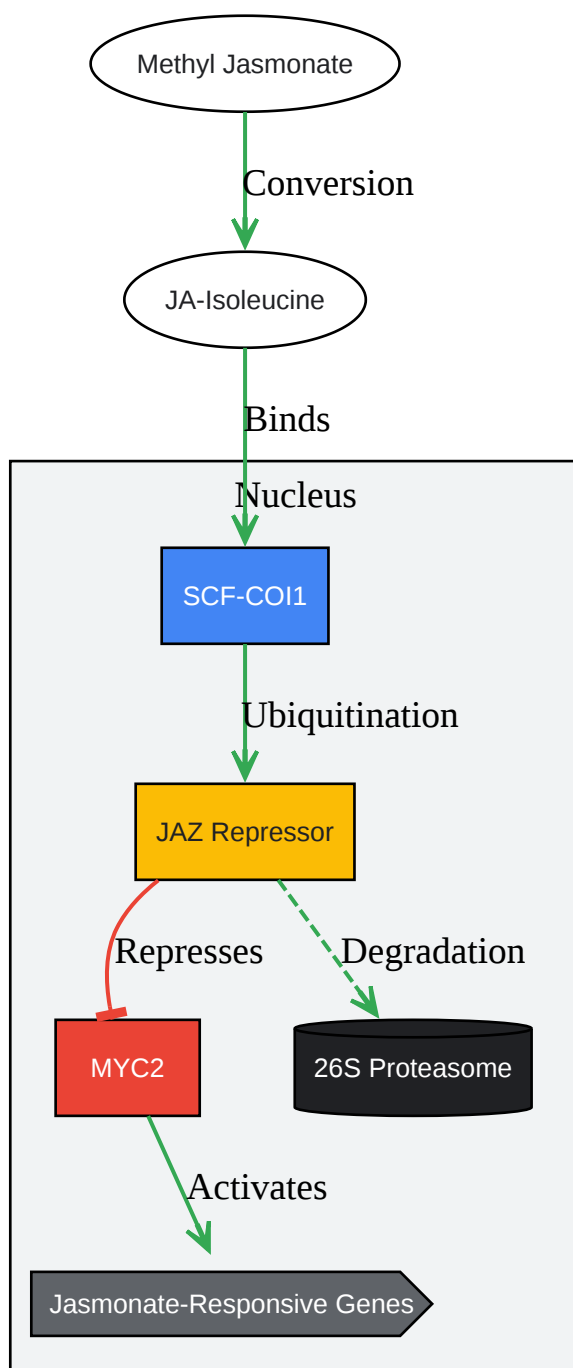 Methyl Jasmonate
Conversion
JA-Isoleucine
Binds
Nucleus
SCF-COI1
Ubiquitination
JAZ Repressor
Represses
Degradation
MYC2
26S Proteasome
Activates
Jasmonate-Responsive Genes